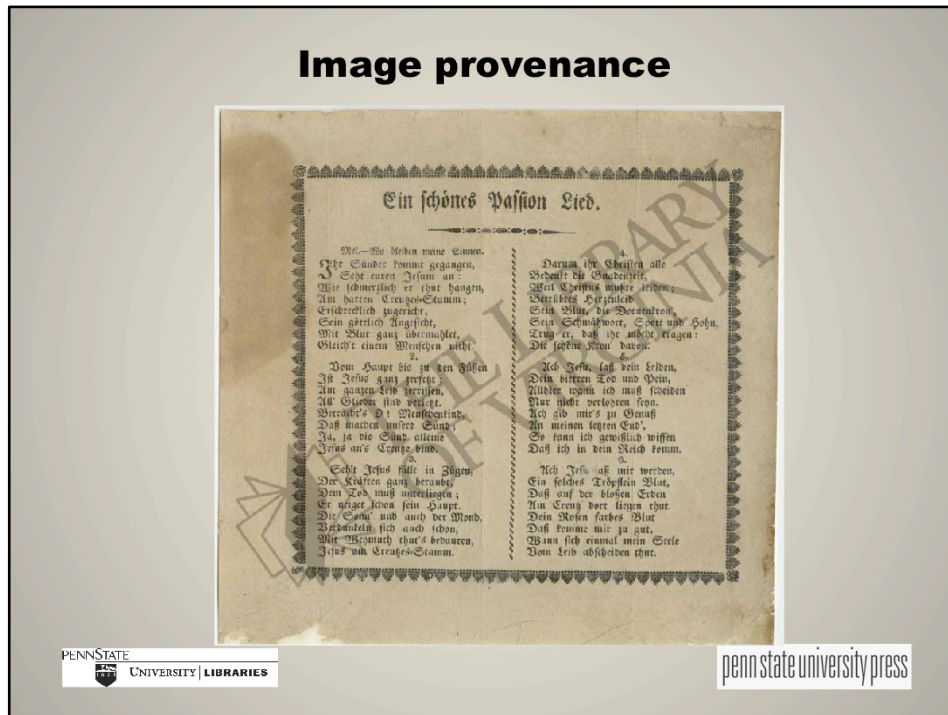 Image provenance
THE LIBRARY
OF VIRGINIA
Ein schönes Passion Lied.
Mel.—Wo bleiben meine Sinnen.
Ihr Sünder kommt gegangen,
Seht euren Jesum an:
Wie schmerzlich er thut hangen,
Am harten Creutzes-Stamm;
Erschrecklich zugericht,
Sein göttlich Angesicht,
Mit Blut ganz übermahlet,
Gleich't einem Menschen nicht.
2.
Vom Haupt bis zu den Füßen
Ist Jesus ganz zerfetzt;
Am ganzen Leib zerrissen,
All' Glieder sind verletzt.
Betracht's O! Menschenkind,
Daß machen unsere Sünd;
Ja, ja die Sünd alleine
Jesus an's Creutze bind.
3.
Seh't Jesus fällt in Zügen,
Der Kräften ganz beraubt,
Dem Tod muß unterliegen;
Er neiget schon sein Haupt.
Die Sonn' und auch der Mond,
Verdunkeln sich auch schon,
Mit Wehmuth thut's bedauren,
Jesus am Creutzes-Stamm.
4.
Darum ihr Christen alle
Bedenkt die Gnadenzeit,
Weil Christus mußte leiden;
Betrübtes Herzenleid
Sein Blut, die Dornenkron',
Sein Schmähwort, Spott und Hohn,
Trug er, daß ihr möcht tragen:
Die schöne Kron' davon.
5.
Ach Jesu, laß dein Leiden,
Dein bittren Tod und Pein,
wann ich muß scheiden
Nur nicht verlohren seyn.
Ach gib mir's zu Genuß
An meinen letzten End',
So kann ich gewißlich wissen
Daß ich in dein Reich komm.
6.
Ach Jesu aß mir werden,
Ein solches Tröpflein Blut,
Daß auf der bloßen Erden
Am Creutz dort liegen thut.
Dein Rosen farbes Blut
Daß komme mir zu gut,
Wann sich einmal mein Seele
Vom Leib abscheiden thut.
PENNSTATE
1855
UNIVERSITY LIBRARIES
penn state university press